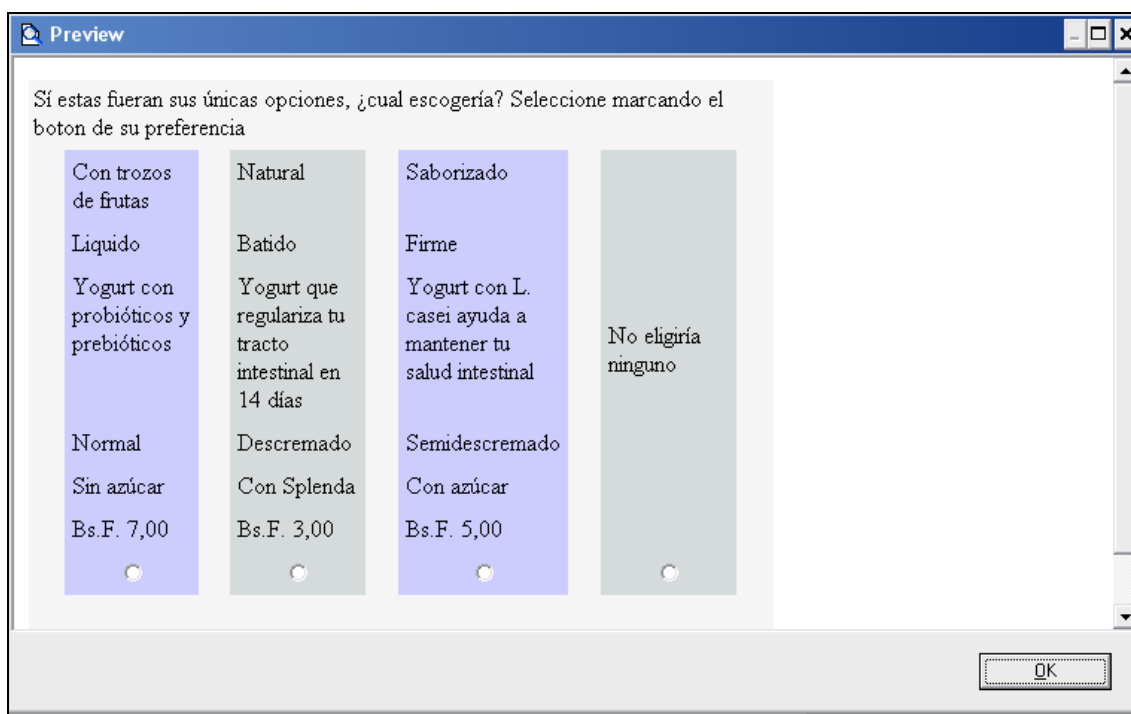 Preview
Sí estas fueran sus únicas opciones, ¿cual escogería? Seleccione marcando el
boton de su preferencia
Con trozos
de frutas
Liquido
Yogurt con
probióticos y
prebióticos
Normal
Sin azúcar
Bs.F. 7,00
Natural
Batido
Yogurt que
regulariza tu
tracto
intestinal en
14 días
Descremado
Con Splenda
Bs.F. 3,00
Saborizado
Firme
Yogurt con L.
casei ayuda a
mantener tu
salud intestinal
Semidescremado
Con azúcar
Bs.F. 5,00
No eligiría
ninguno
OK